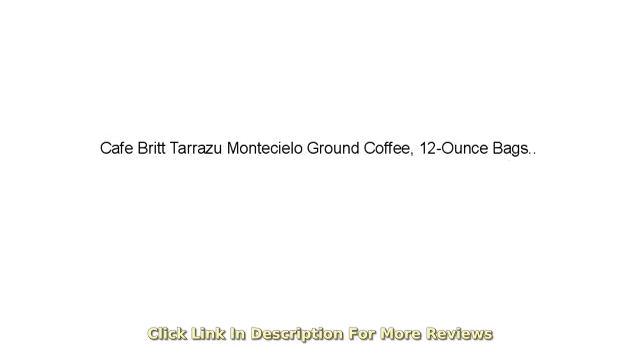 Cafe Britt Tarrazu Montecielo Ground Coffee, 12-Ounce Bags..
Click Link In Description For More Reviews